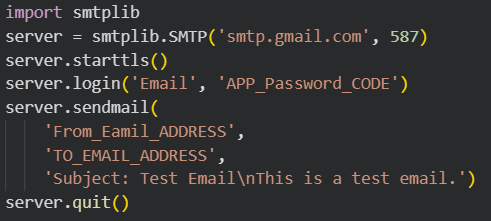 import smtplib
server = smtplib.SMTP('smtp.gmail.com', 587)
server.starttls()
server.login('Email', 'APP_Password_CODE')
server.sendmail(
    'From_Eamil_ADDRESS',
    'TO_EMAIL_ADDRESS',
    'Subject: Test Email\nThis is a test email.')
server.quit()